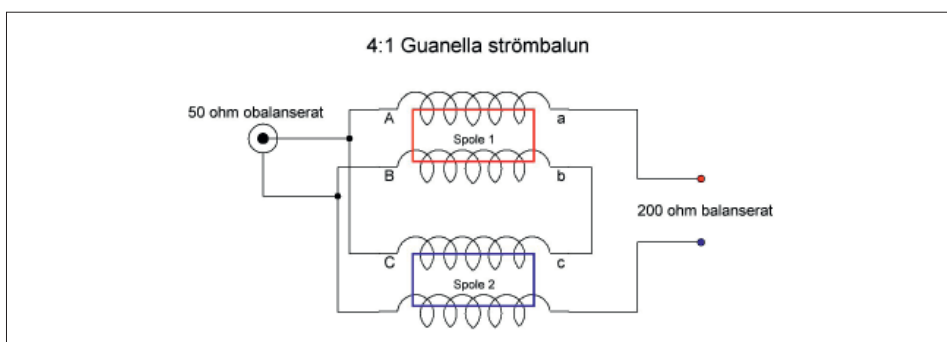 4:1 Guanella strömbalun
50 ohm obalanserat
A
a
Spole 1
B
b
200 ohm balanserat
C
c
Spole 2